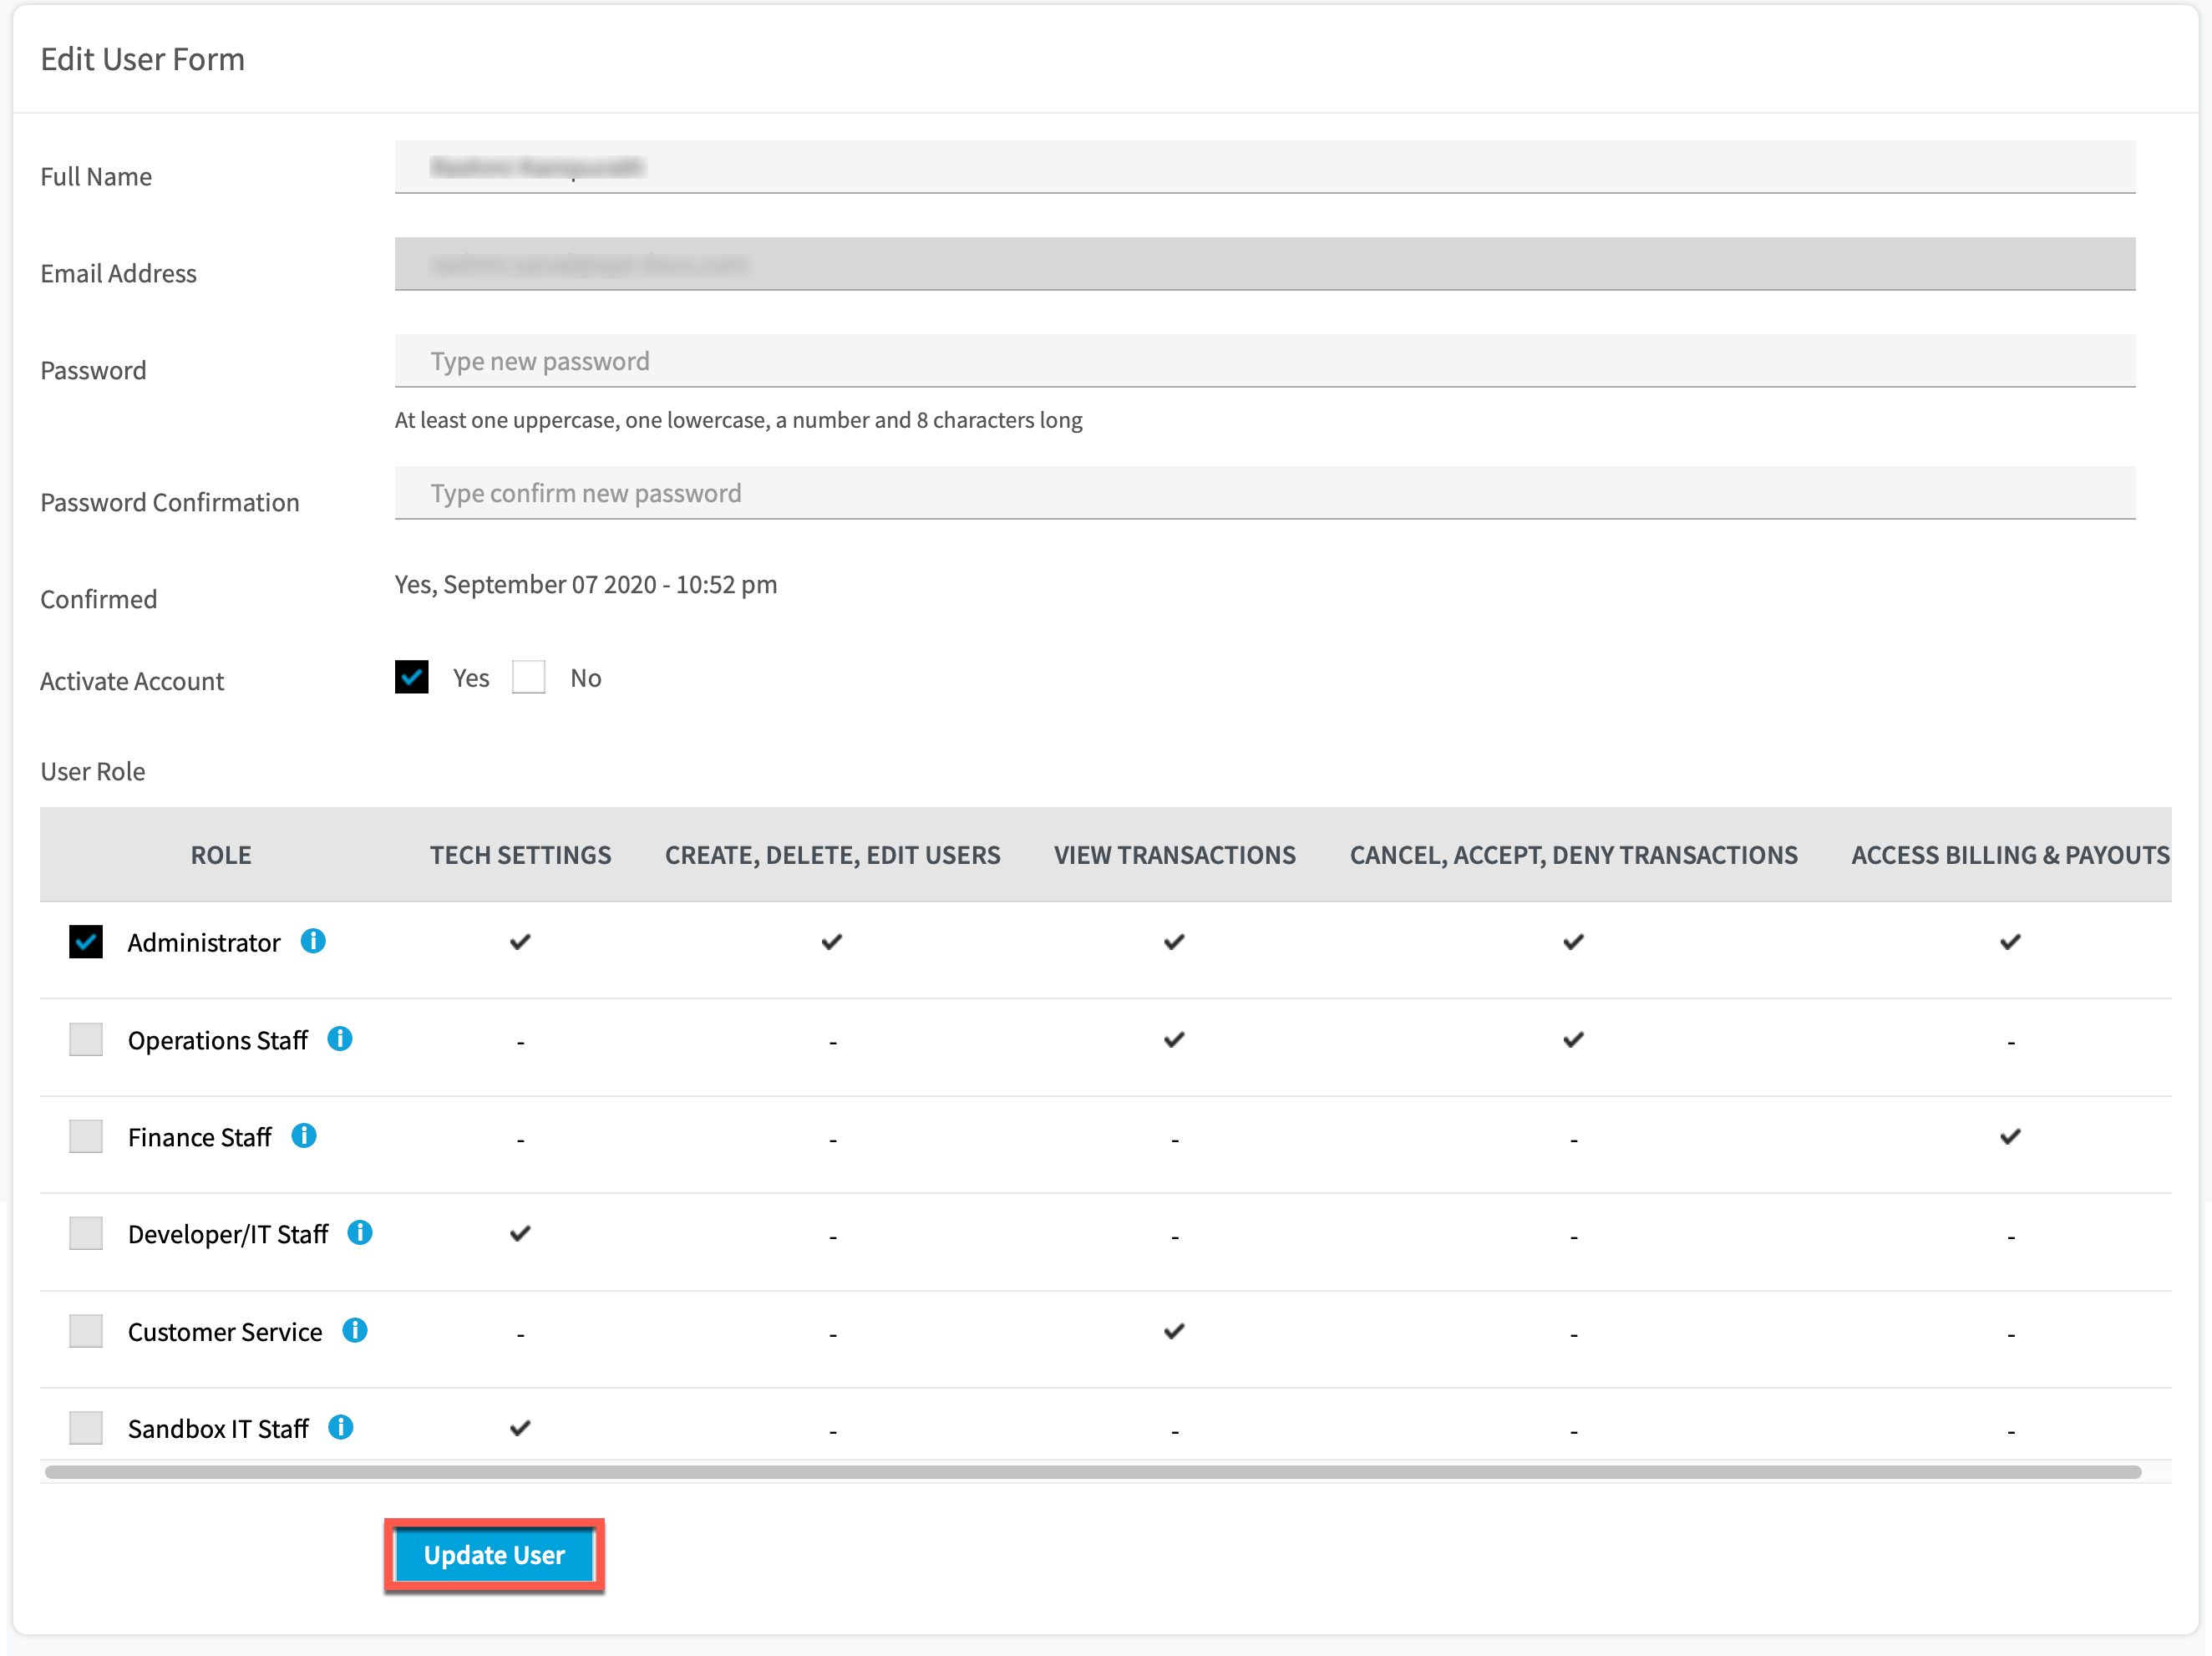 Edit User Form
Full Name
Email Address
Password
Type new password
At least one uppercase, one lowercase, a number and 8 characters long
Password Confirmation
Type confirm new password
Confirmed
Yes, September 07 2020 - 10:52 pm
Activate Account
Yes No
User Role
ROLE TECH SETTINGS CREATE, DELETE, EDIT USERS VIEW TRANSACTIONS CANCEL, ACCEPT, DENY TRANSACTIONS ACCESS BILLING & PAYOUTS
Administrator
Operations Staff - - -
Finance Staff - - - -
Developer/IT Staff - - - -
Customer Service - - - -
Sandbox IT Staff - - - -
Update User